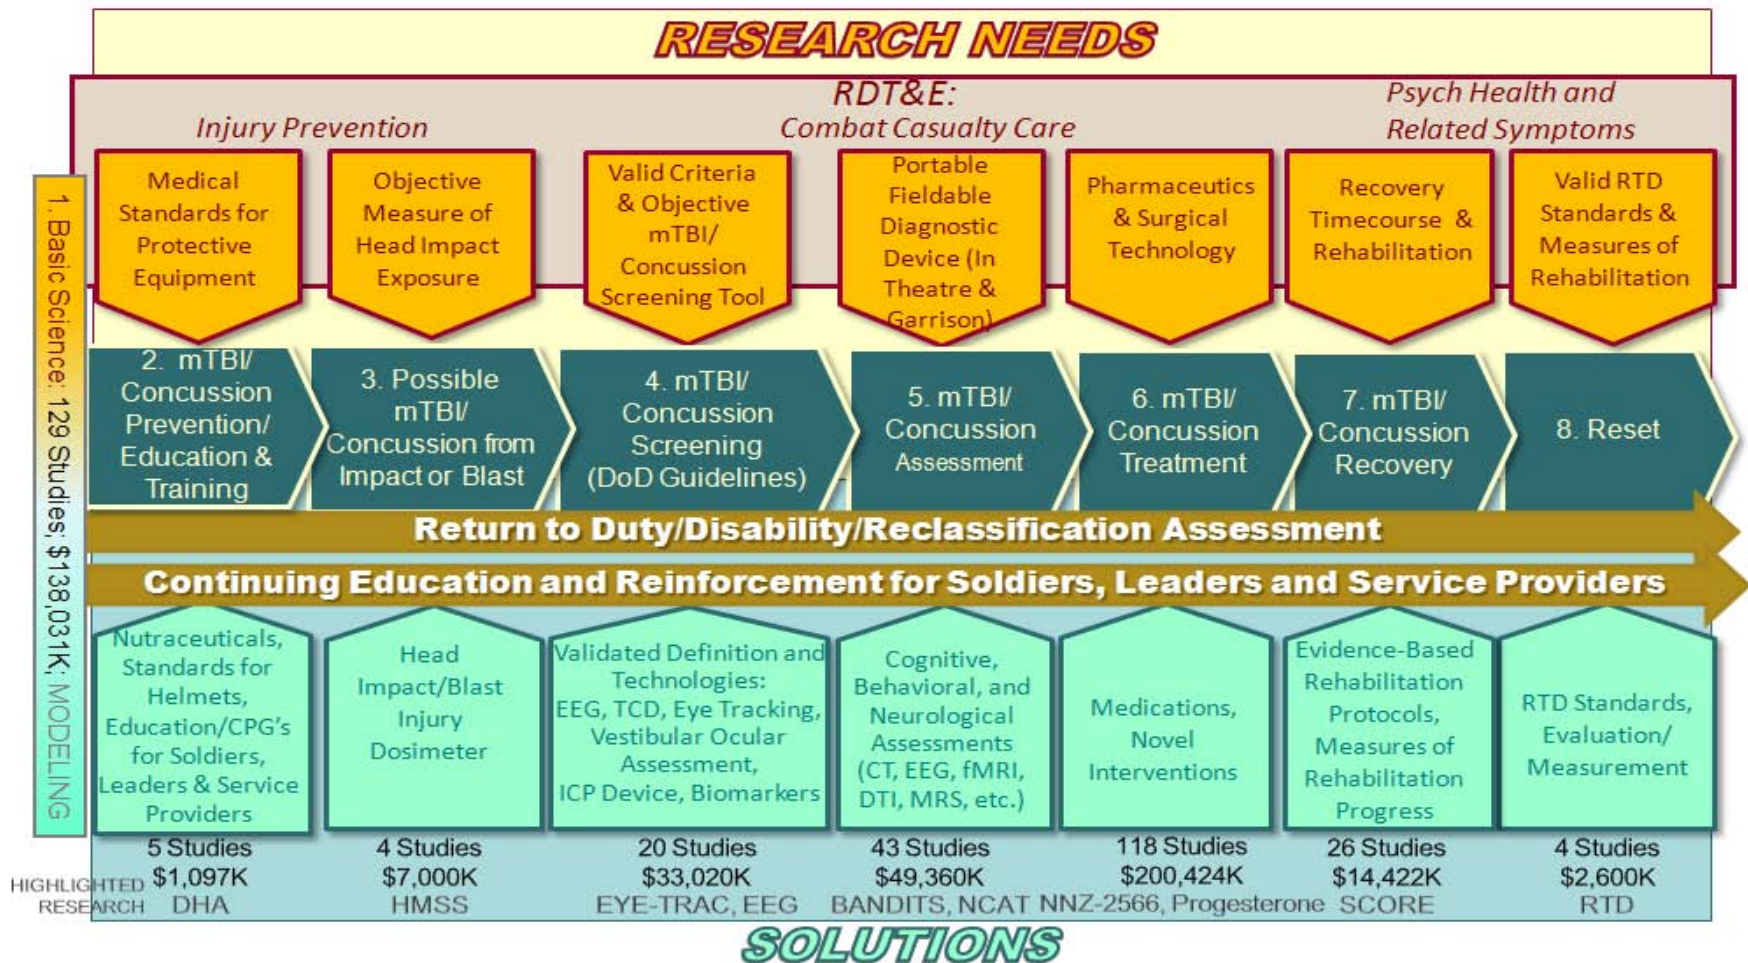 RESEARCH NEEDS
RDT&E:
Injury Prevention
Combat Casualty Care
Psych Health and
Related Symptoms
Medical
Standards for
Protective
Equipment
Objective
Measure of
Head Impact
Exposure
Valid Criteria
& Objective
mTBI/
Concussion
Screening Tool
Portable
Fieldable
Diagnostic
Device (In
Theatre &
Garrison)
Pharmaceutics
& Surgical
Technology
Recovery
Timecourse &
Rehabilitation
Valid RTD
Standards &
Measures of
Rehabilitation
1. Basic Science: 129 Studies; $138,031K; MODELING
2. mTBI/
Concussion
Prevention/
Education &
Training
3. Possible
mTBI/
Concussion from
Impact or Blast
4. mTBI/
Concussion
Screening
(DoD Guidelines)
5. mTBI/
Concussion
Assessment
6. mTBI/
Concussion
Treatment
7. mTBI/
Concussion
Recovery
8. Reset
Return to Duty/Disability/Reclassification Assessment
Continuing Education and Reinforcement for Soldiers, Leaders and Service Providers
Nutraceuticals,
Standards for
Helmets,
Education/CPG's
for Soldiers,
Leaders & Service
Providers
Head
Impact/Blast
Injury
Dosimeter
Validated Definition and
Technologies:
EEG, TCD, Eye Tracking,
Vestibular Ocular
Assessment,
ICP Device, Biomarkers
Cognitive,
Behavioral, and
Neurological
Assessments
(CT, EEG, fMRI,
DTI, MRS, etc.)
Medications,
Novel
Interventions
Evidence-Based
Rehabilitation
Protocols,
Measures of
Rehabilitation
Progress
RTD Standards,
Evaluation/
Measurement
HIGHLIGHTED
RESEARCH
5 Studies
$1,097K
DHA
4 Studies
$7,000K
HMSS
20 Studies
$33,020K
EYE-TRAC, EEG
43 Studies
$49,360K
BANDITS, NCAT
118 Studies
$200,424K
NNZ-2566, Progesterone
26 Studies
$14,422K
SCORE
4 Studies
$2,600K
RTD
SOLUTIONS